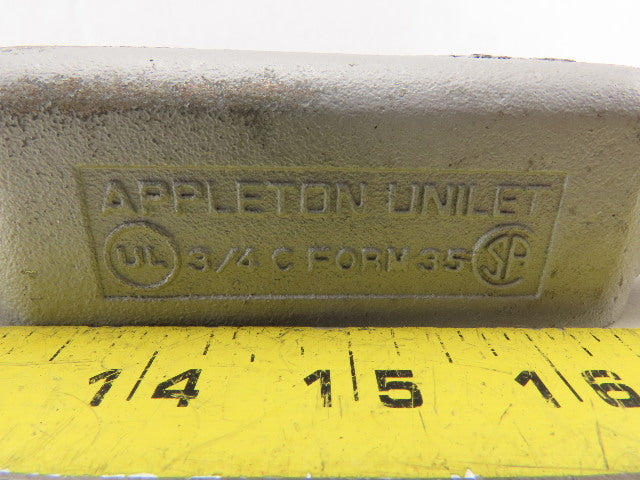 APPLETON UNILET
UL 3/4 C FORM 35 SA
14 15 16